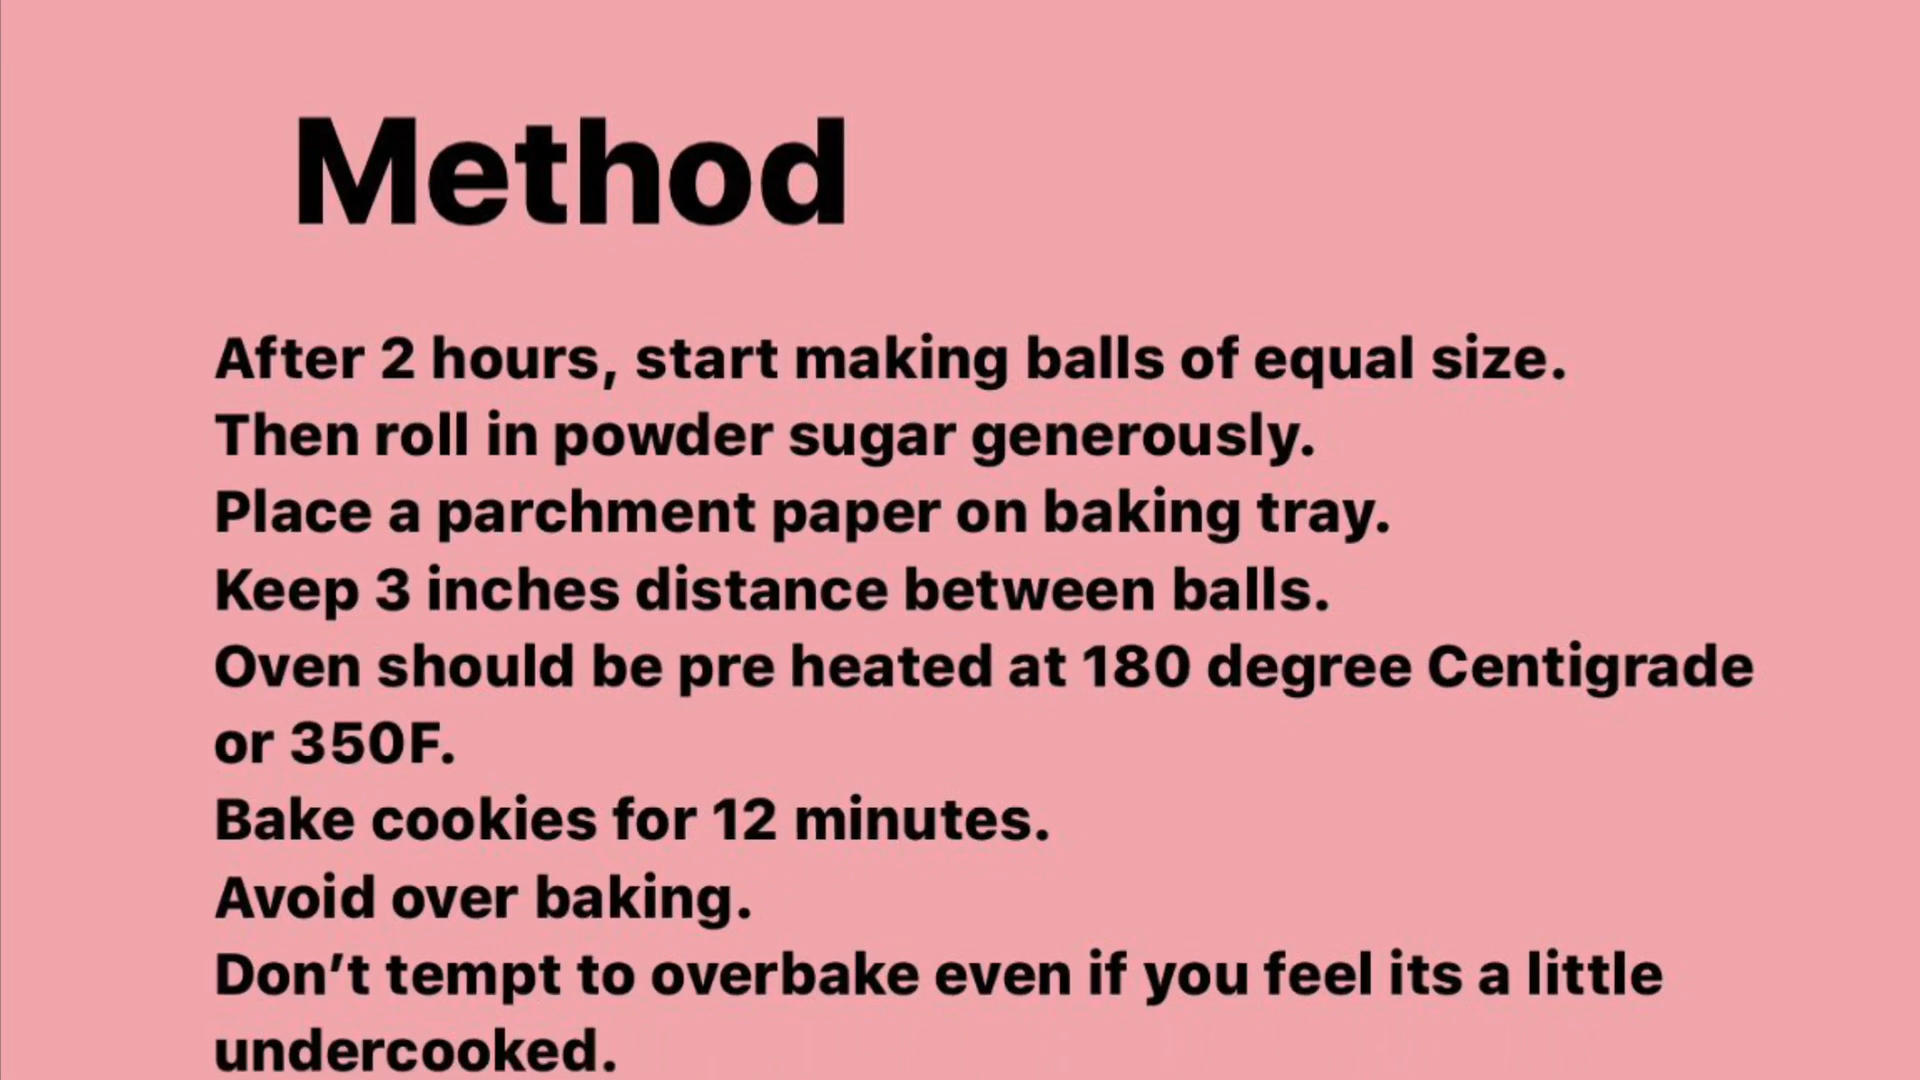 Method
After 2 hours, start making balls of equal size.
Then roll in powder sugar generously.
Place a parchment paper on baking tray.
Keep 3 inches distance between balls.
Oven should be pre heated at 180 degree Centigrade
or 350F.
Bake cookies for 12 minutes.
Avoid over baking.
Don’t tempt to overbake even if you feel its a little
undercooked.